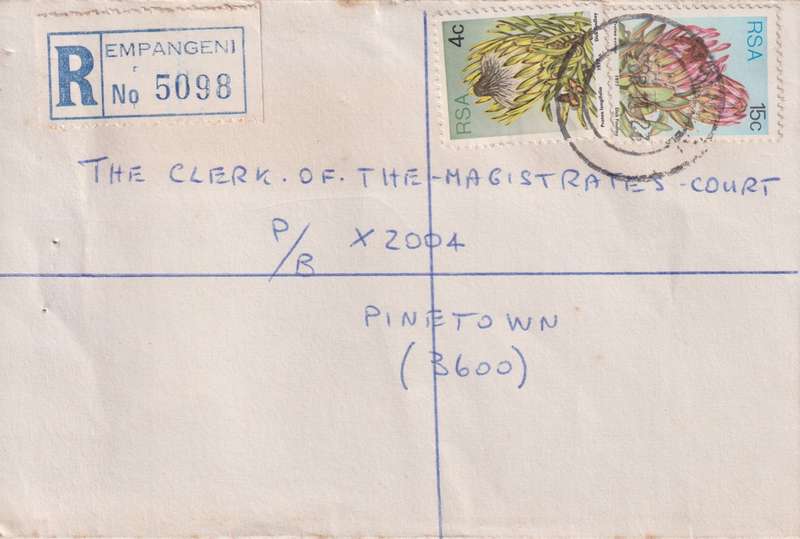 R EMPANGENI
No 5098
4c
RSA
RSA
15c
THE CLERK. OF. THE-MAGISTRATES-COURT
P/B X2004
PINETOWN
(3600)